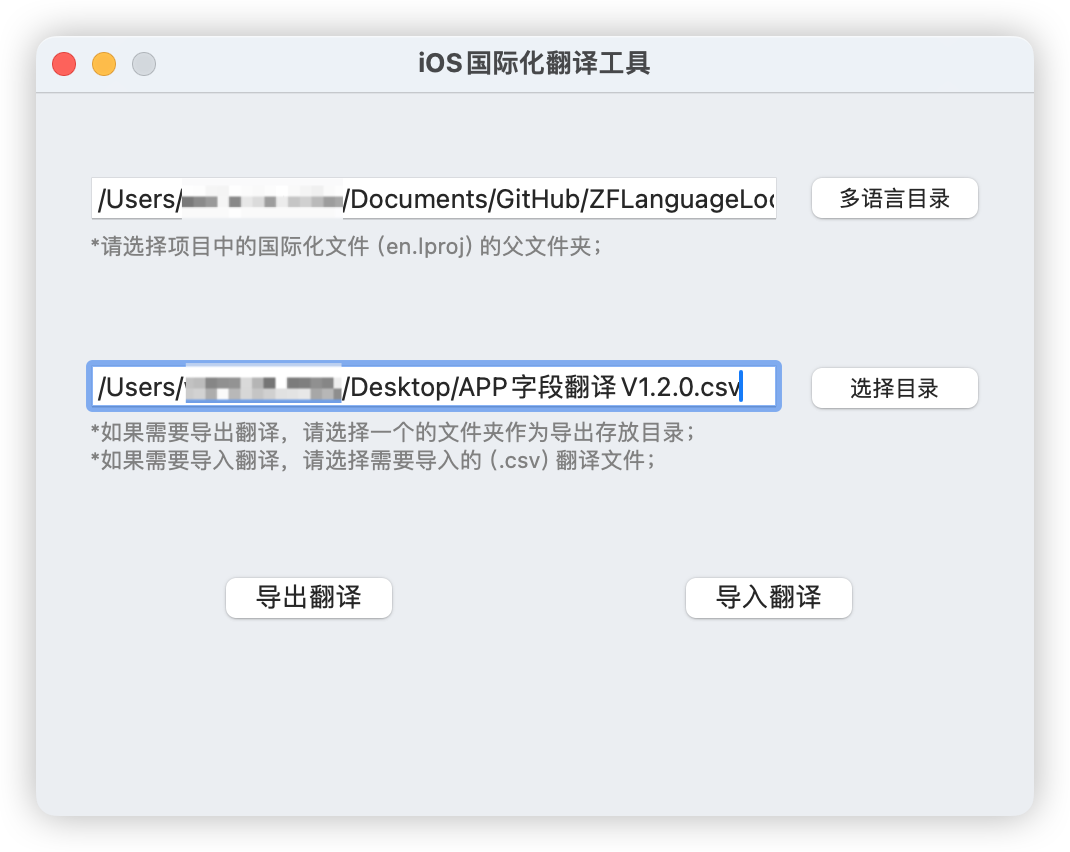 iOS国际化翻译工具
/Users/ /Documents/GitHub/ZFLanguageLoc
多语言目录
*请选择项目中的国际化文件 (en.lproj) 的父文件夹；
/Users/ /Desktop/APP字段翻译V1.2.0.csv
选择目录
*如果需要导出翻译，请选择一个的文件夹作为导出存放目录；
*如果需要导入翻译，请选择需要导入的 (.csv) 翻译文件；
导出翻译
导入翻译